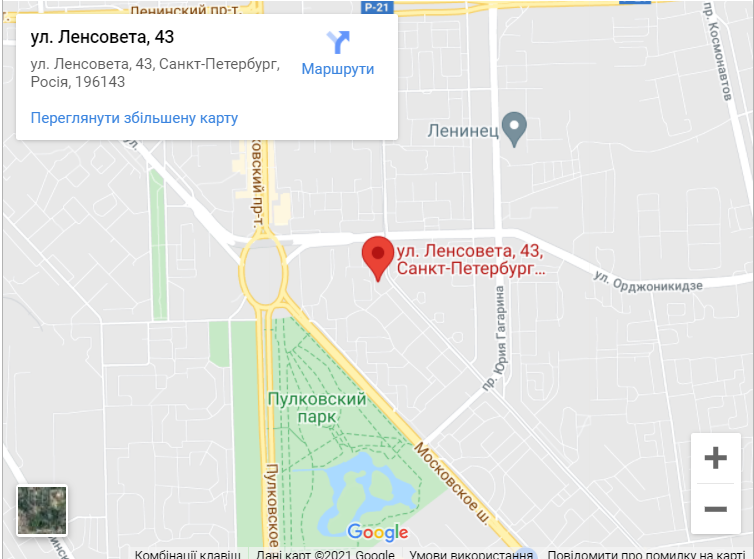 Ленинский пр-т.
Р-21
пр. Космонавтов
ул. Ленсовета, 43
ул. Ленсовета, 43, Санкт-Петербург,
Росія, 196143
Маршрути
Переглянути збільшену карту
Ленинец
ул.
ковский пр-т.
ул. Ленсовета, 43,
Санкт-Петербург...
ул. Орджоникидзе
пр. Юрия Гагарина
Пулковский
парк
Московское ш.
Пулковское
Google
Комбінації клавіш
Дані карт ©2021 Google
Умови використання
Повідомити про помилку на карті